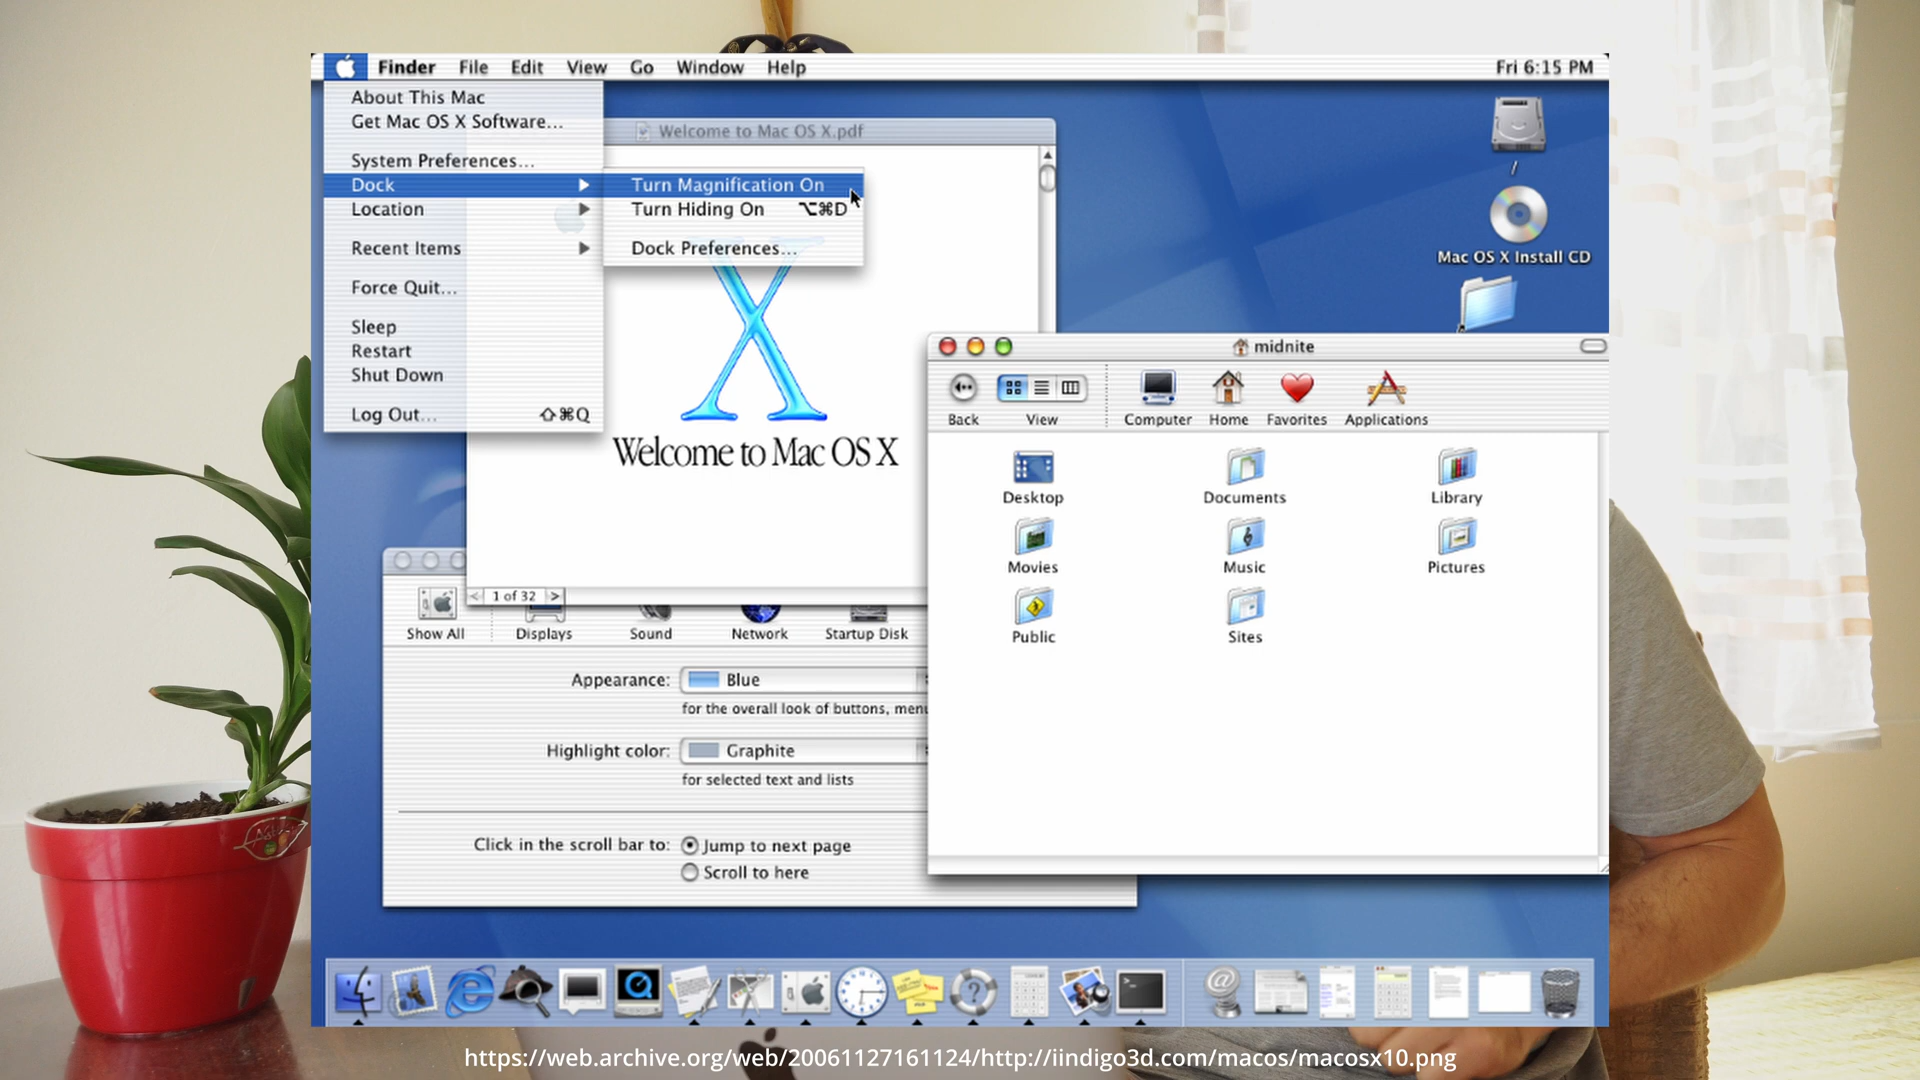 Finder File Edit View Go Window Help Fri 6:15 PM
About This Mac
Get Mac OS X Software...
System Preferences...
Dock
Location
Recent Items
Force Quit...
Sleep
Restart
Shut Down
Log Out... ⇧⌘Q
Turn Magnification On
Turn Hiding On ⌥⌘D
Dock Preferences...
Welcome to Mac OS X.pdf
X
Welcome to Mac OS X
1 of 32
/
Mac OS X Install CD
midnite
Back View Computer Home Favorites Applications
Desktop Documents Library
Movies Music Pictures
Public Sites
Show All Displays Sound Network Startup Disk
Appearance: Blue
for the overall look of buttons, menu
Highlight color: Graphite
for selected text and lists
Click in the scroll bar to: Jump to next page
Scroll to here
https://web.archive.org/web/20061127161124/http://iindigo3d.com/macos/macosx10.png